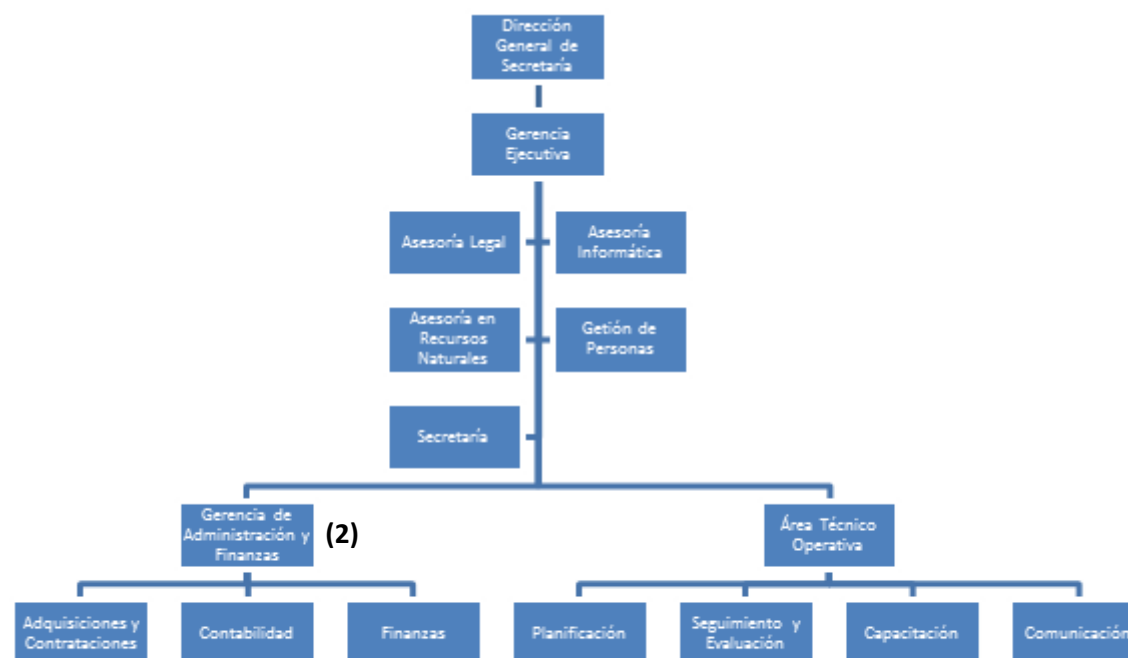 Dirección
General de
Secretaría
Gerencia
Ejecutiva
Asesoría Legal
Asesoría
Informática
Asesoría en
Recursos
Naturales
Getión de
Personas
Secretaría
Gerencia de
Administración y
Finanzas
(2)
Área Técnico
Operativa
Adquisiciones y
Contrataciones
Contabilidad
Finanzas
Planificación
Seguimiento y
Evaluación
Capacitación
Comunicación